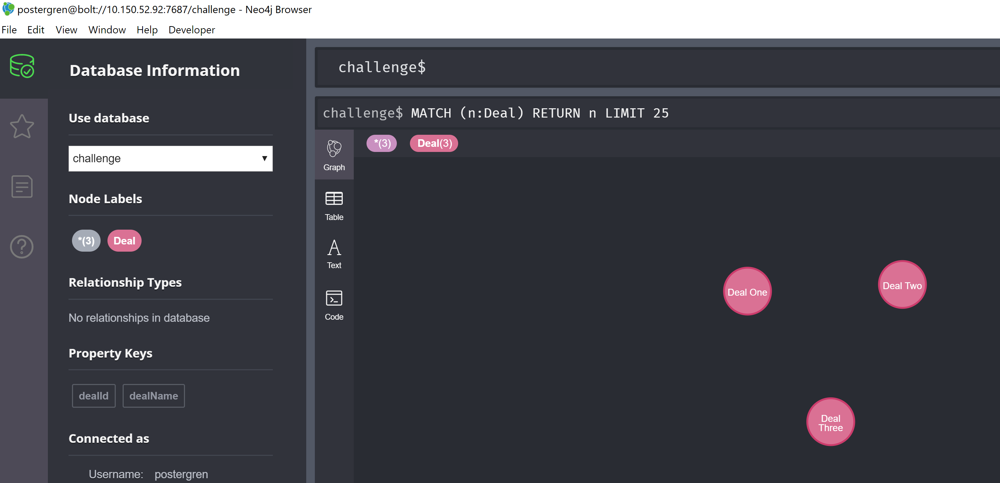 postergren@bolt://10.150.52.92:7687/challenge - Neo4j Browser
File Edit View Window Help Developer
Database Information
Use database
challenge
Node Labels
*(3) Deal
Relationship Types
No relationships in database
Property Keys
dealId dealName
Connected as
Username: postergren
challenge$
challenge$ MATCH (n:Deal) RETURN n LIMIT 25
*(3) Deal(3)
Graph
Table
A
Text
Code
Deal One
Deal Two
Deal
Three